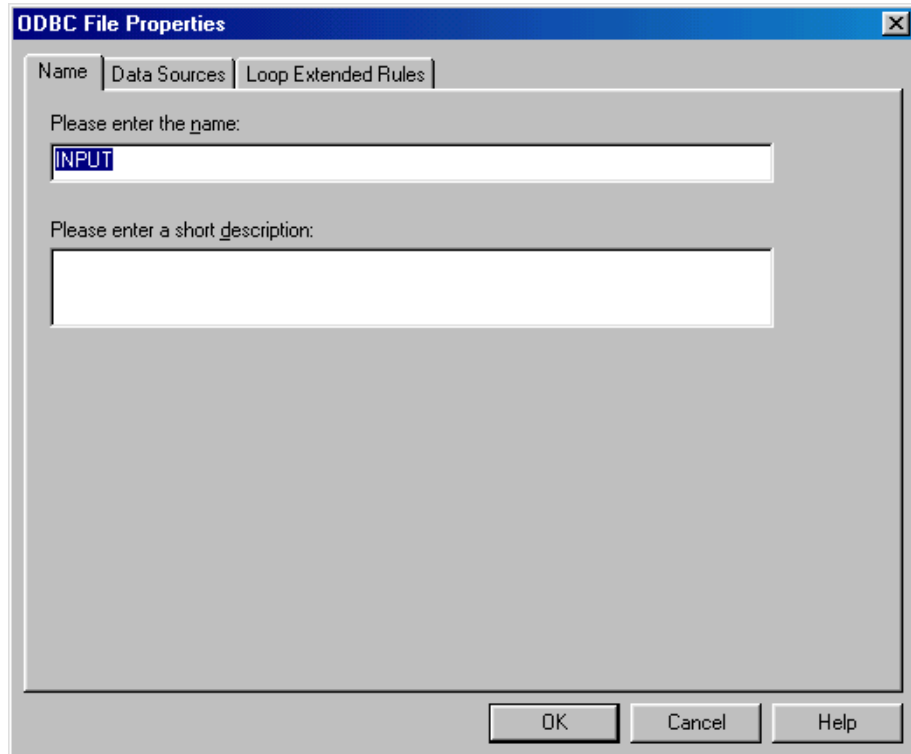 ODBC File Properties
Name Data Sources Loop Extended Rules
Please enter the name:
INPUT
Please enter a short description:
OK Cancel Help